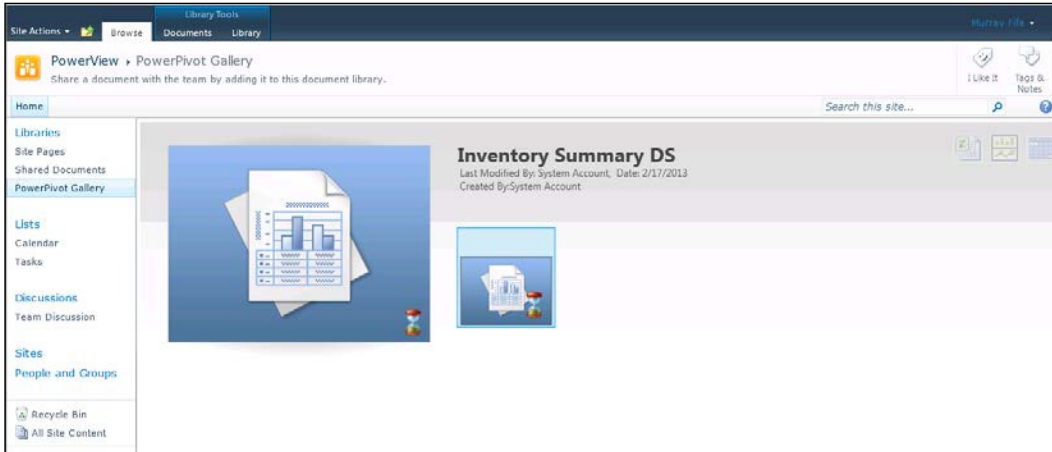 Library Tools
Site Actions
Browse
Documents
Library
Murray Fife
PowerView ▸ PowerPivot Gallery
Share a document with the team by adding it to this document library.
I Like It
Tags &
Notes
Home
Search this site...
Libraries
Site Pages
Shared Documents
PowerPivot Gallery
Lists
Calendar
Tasks
Discussions
Team Discussion
Sites
People and Groups
Recycle Bin
All Site Content
Inventory Summary DS
Last Modified By: System Account, Date: 2/17/2013
Created By:System Account